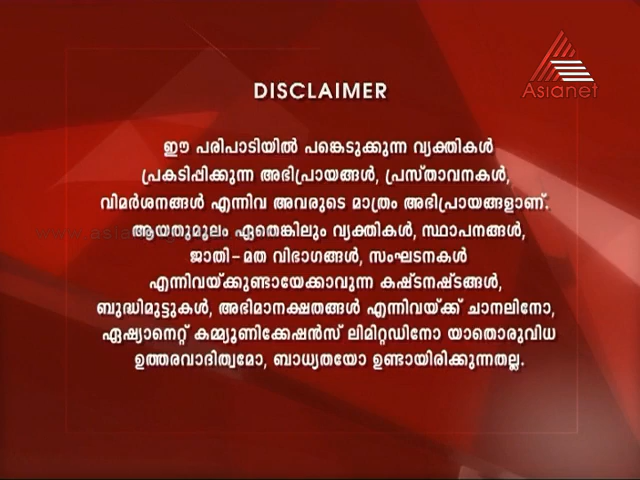 Asianet
DISCLAIMER
ഈ പരിപാടിയിൽ പങ്കെടുക്കുന്ന വ്യക്തികൾ
പ്രകടിപ്പിക്കുന്ന അഭിപ്രായങ്ങൾ, പ്രസ്താവനകൾ,
വിമർശനങ്ങൾ എന്നിവ അവരുടെ മാത്രം അഭിപ്രായങ്ങളാണ്.
ആയതുമൂലം ഏതെങ്കിലും വ്യക്തികൾ, സ്ഥാപനങ്ങൾ,
ജാതി-മത വിഭാഗങ്ങൾ, സംഘടനകൾ
എന്നിവയ്ക്കുണ്ടായേക്കാവുന്ന കഷ്ടനഷ്ടങ്ങൾ,
ബുദ്ധിമുട്ടുകൾ, അഭിമാനക്ഷതങ്ങൾ എന്നിവയ്ക്ക് ചാനലിനോ,
ഏഷ്യാനെറ്റ് കമ്മ്യൂണിക്കേഷൻസ് ലിമിറ്റഡിനോ യാതൊരുവിധ
ഉത്തരവാദിത്വമോ, ബാധ്യതയോ ഉണ്ടായിരിക്കുന്നതല്ല.